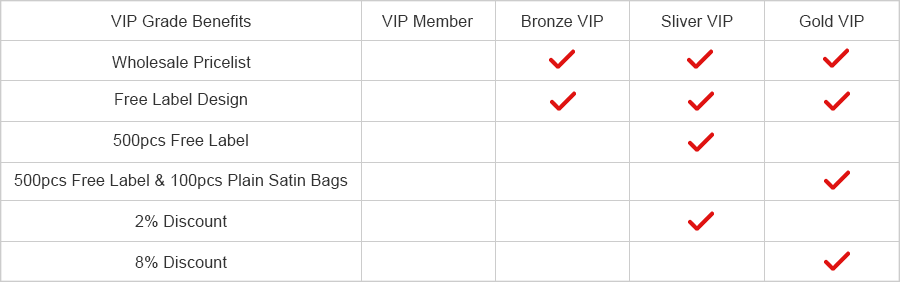 VIP Grade Benefits VIP Member Bronze VIP Sliver VIP Gold VIP
Wholesale Pricelist
Free Label Design
500pcs Free Label
500pcs Free Label & 100pcs Plain Satin Bags
2% Discount
8% Discount